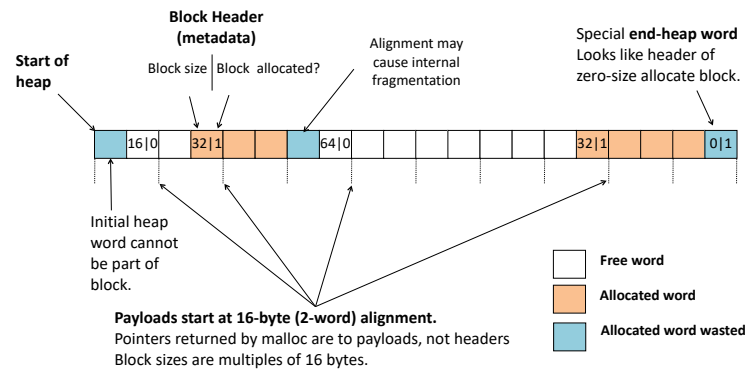 Block Header
(metadata)
Block size | Block allocated?
Start of
heap
Alignment may
cause internal
fragmentation
Special end-heap word
Looks like header of
zero-size allocate block.
16|0 32|1 64|0 32|1 0|1
Initial heap
word cannot
be part of
block.
Payloads start at 16-byte (2-word) alignment.
Pointers returned by malloc are to payloads, not headers
Block sizes are multiples of 16 bytes.
Free word
Allocated word
Allocated word wasted